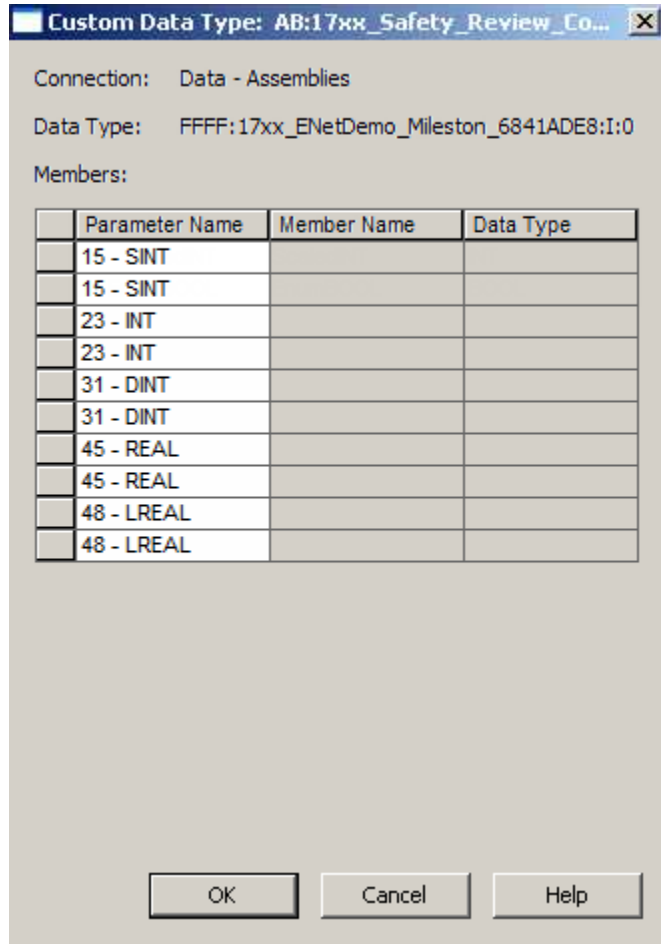 Custom Data Type: AB:17xx_Safety_Review_Co...
Connection: Data - Assemblies
Data Type: FFFF:17xx_ENetDemo_Mileston_6841ADE8:I:0
Members:
Parameter Name Member Name Data Type
15 - SINT
15 - SINT
23 - INT
23 - INT
31 - DINT
31 - DINT
45 - REAL
45 - REAL
48 - LREAL
48 - LREAL
OK Cancel Help